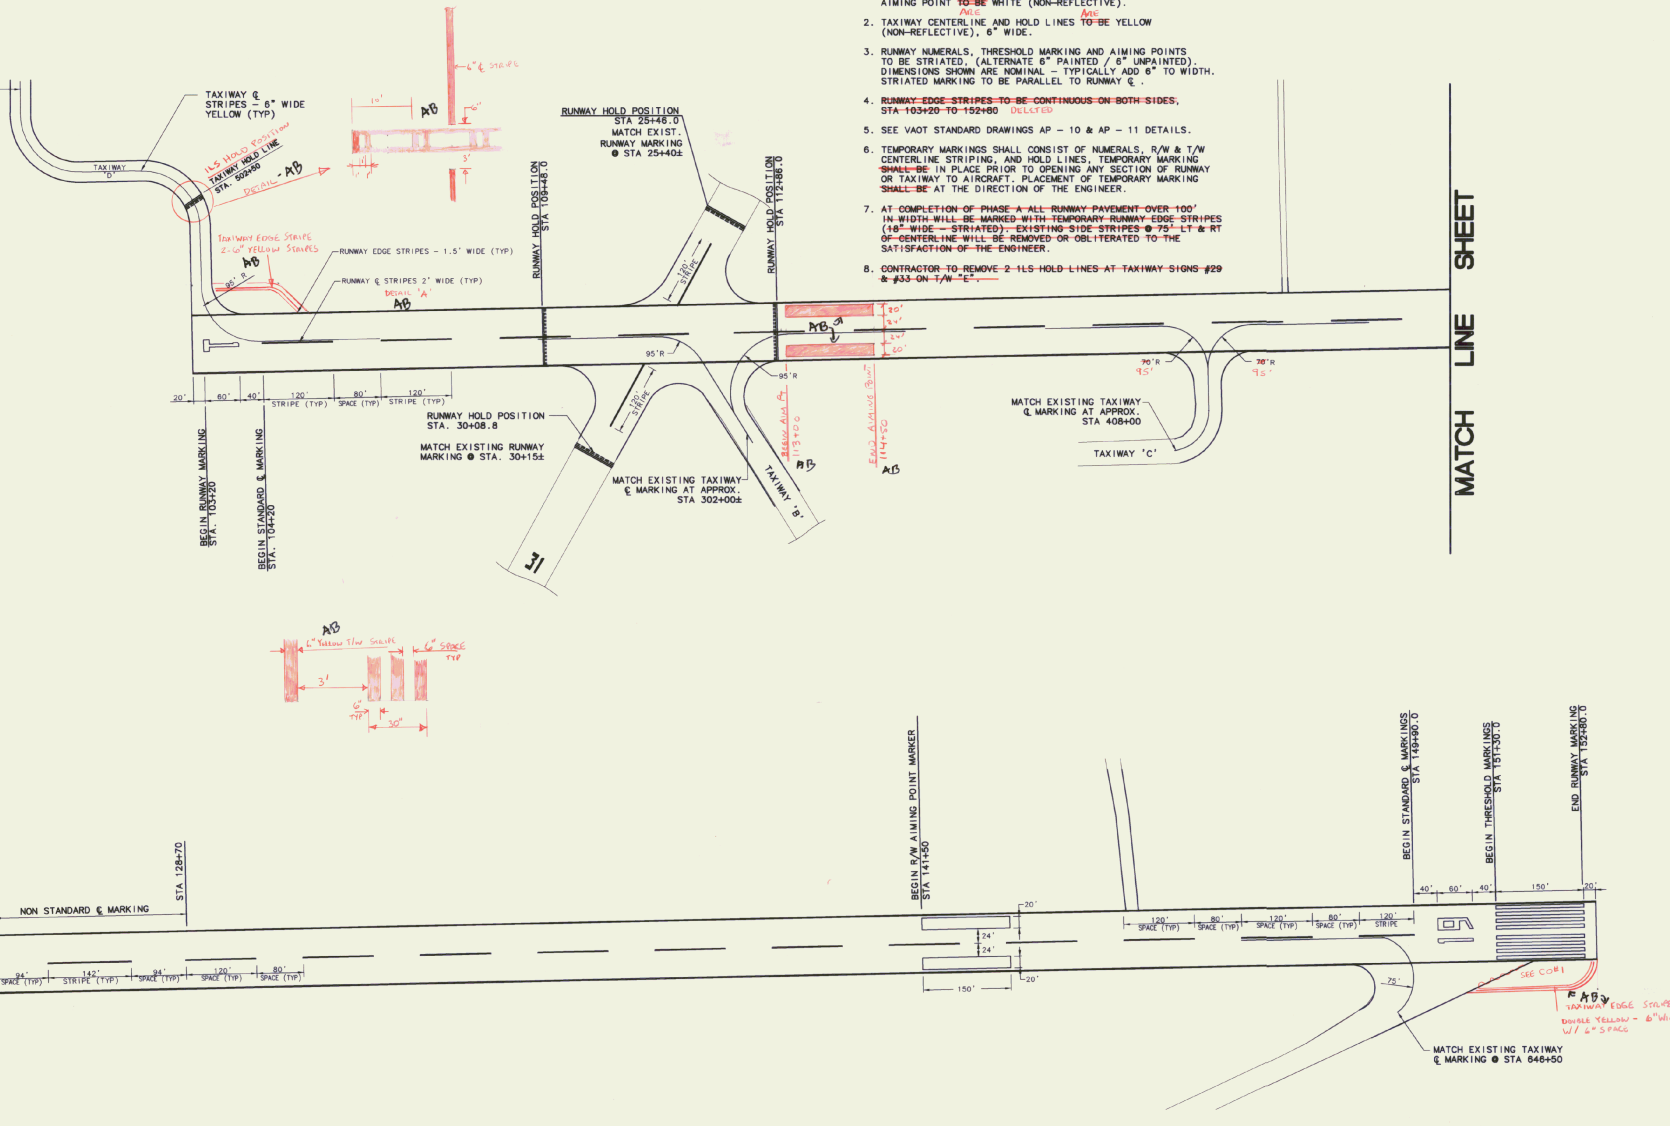 AIMING POINT TO BE WHITE (NON-REFLECTIVE).
ARE ARE
2. TAXIWAY CENTERLINE AND HOLD LINES TO BE YELLOW
(NON-REFLECTIVE), 6" WIDE.
3. RUNWAY NUMERALS, THRESHOLD MARKING AND AIMING POINTS
TO BE STRIATED, (ALTERNATE 6" PAINTED / 6" UNPAINTED).
DIMENSIONS SHOWN ARE NOMINAL - TYPICALLY ADD 6" TO WIDTH.
STRIATED MARKING TO BE PARALLEL TO RUNWAY ℄ .
4. RUNWAY EDGE STRIPES TO BE CONTINUOUS ON BOTH SIDES,
STA 103+20 TO 152+80 DELETED
5. SEE VAOT STANDARD DRAWINGS AP - 10 & AP - 11 DETAILS.
6. TEMPORARY MARKINGS SHALL CONSIST OF NUMERALS, R/W & T/W
CENTERLINE STRIPING, AND HOLD LINES, TEMPORARY MARKING
SHALL BE IN PLACE PRIOR TO OPENING ANY SECTION OF RUNWAY
OR TAXIWAY TO AIRCRAFT. PLACEMENT OF TEMPORARY MARKING
SHALL BE AT THE DIRECTION OF THE ENGINEER.
7. AT COMPLETION OF PHASE A ALL RUNWAY PAVEMENT OVER 100'
IN WIDTH WILL BE MARKED WITH TEMPORARY RUNWAY EDGE STRIPES
(18" WIDE - STRIATED). EXISTING SIDE STRIPES @ 75' LT & RT
OF CENTERLINE WILL BE REMOVED OR OBLITERATED TO THE
SATISFACTION OF THE ENGINEER.
8. CONTRACTOR TO REMOVE 2 ILS HOLD LINES AT TAXIWAY SIGNS #29
& #33 ON T/W "E".
TAXIWAY ℄
STRIPES - 6" WIDE
YELLOW (TYP)
TAXIWAY
"D"
ILS HOLD POSITION
TAXIWAY HOLD LINE
STA. 502+50
DETAIL - AB
6" ℄ STRIPE
10'
AB
6"
1'
3'
TAXIWAY EDGE STRIPE
2-6" YELLOW STRIPES
AB
95' R
RUNWAY EDGE STRIPES - 1.5' WIDE (TYP)
RUNWAY ℄ STRIPES 2' WIDE (TYP)
DETAIL 'A'
AB
RUNWAY HOLD POSITION
STA 25+46.0
MATCH EXIST.
RUNWAY MARKING
@ STA 25+40±
RUNWAY HOLD POSITION
STA 109+48.0
RUNWAY HOLD POSITION
STA 112+86.0
120'
STRIPE
AB
20'
24'
24'
20'
95'R
95'R
120'
STRIPE
70'R
95'
70'R
95'
20' 60' 40' 120' 80' 120'
STRIPE (TYP) SPACE (TYP) STRIPE (TYP)
BEGIN RUNWAY MARKING
STA. 103+20
BEGIN STANDARD ℄ MARKING
STA. 104+20
RUNWAY HOLD POSITION
STA. 30+08.8
MATCH EXISTING RUNWAY
MARKING @ STA. 30+15±
MATCH EXISTING TAXIWAY
℄ MARKING AT APPROX.
STA 302+00±
TAXIWAY 'B'
31
BEGIN AIM Pt
113+00
AB
END AIMING POINT
114+50
AB
MATCH EXISTING TAXIWAY
℄ MARKING AT APPROX.
STA 408+00
TAXIWAY 'C'
MATCH LINE SHEET
AB
6" YELLOW T/W STRIPE
6" SPACE
TYP
3'
6"
TYP
30"
STA 128+70
NON STANDARD ℄ MARKING
94' 142' 94' 120' 80'
SPACE (TYP) STRIPE (TYP) SPACE (TYP) SPACE (TYP) SPACE (TYP)
BEGIN R/W AIMING POINT MARKER
STA 141+50
20'
24'
24'
20'
150'
BEGIN STANDARD ℄ MARKINGS
STA 149+90.0
BEGIN THRESHOLD MARKINGS
STA 151+30.0
END RUNWAY MARKING
STA 152+80.0
40' 60' 40' 150' 20'
120' 80' 120' 80' 120'
SPACE (TYP) SPACE (TYP) SPACE (TYP) SPACE (TYP) STRIPE
75'
SEE COB1
AB
TAXIWAY EDGE STRIPE
DOUBLE YELLOW - 6" WI
W/ 6" SPACE
MATCH EXISTING TAXIWAY
℄ MARKING @ STA 646+50